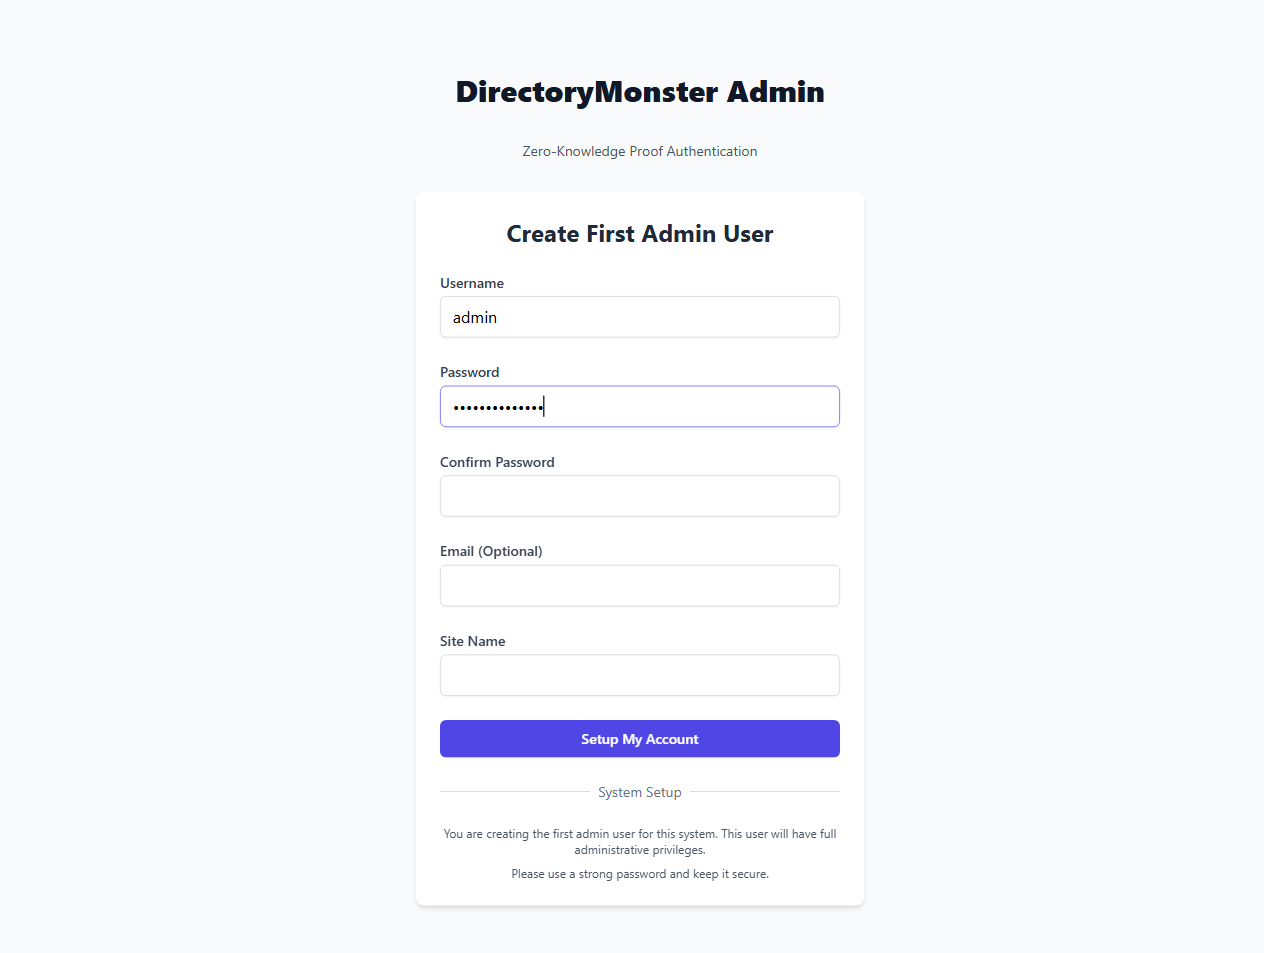 DirectoryMonster Admin
Zero-Knowledge Proof Authentication
Create First Admin User
Username
admin
Password
••••••••••••••
Confirm Password
Email (Optional)
Site Name
Setup My Account
System Setup
You are creating the first admin user for this system. This user will have full
administrative privileges.
Please use a strong password and keep it secure.